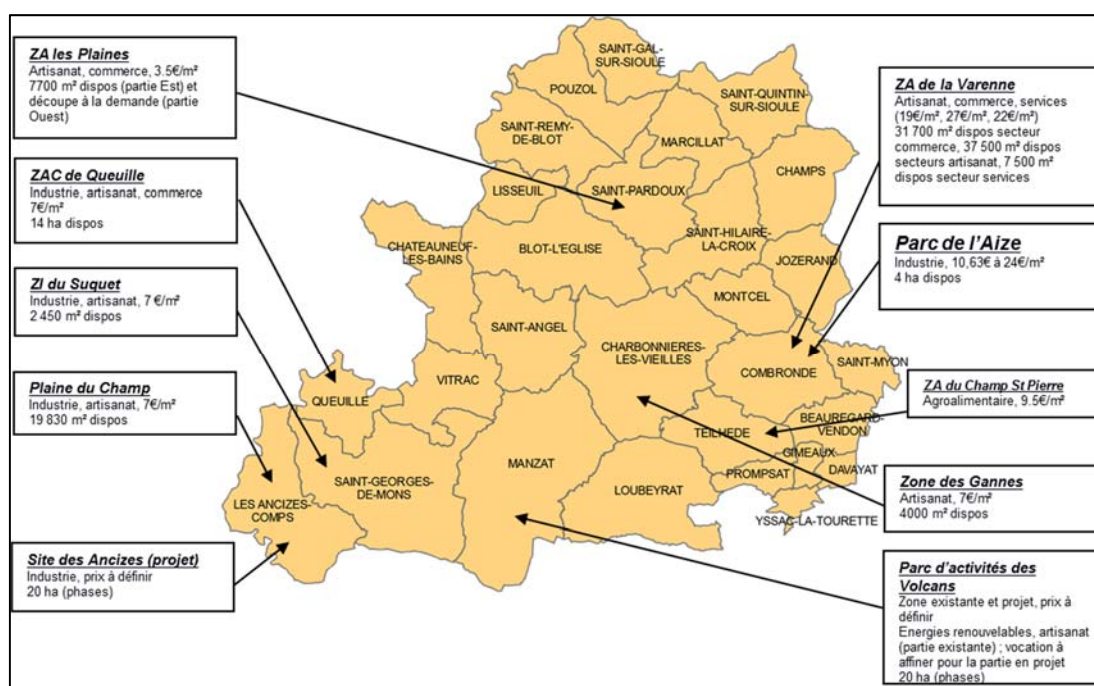 ZA les Plaines
Artisanat, commerce, 3.5€/m²
7700 m² dispos (partie Est) et
découpe à la demande (partie
Ouest)
ZAC de Queuille
Industrie, artisanat, commerce
7€/m²
14 ha dispos
ZI du Suquet
Industrie, artisanat, 7 €/m²
2 450 m² dispos
Plaine du Champ
Industrie, artisanat, 7€/m²
19 830 m² dispos
Site des Ancizes (projet)
Industrie, prix à définir
20 ha (phases)
SAINT-GAL-
SUR-SIOULE
POUZOL
SAINT-QUINTIN-
SUR-SIOULE
SAINT-REMY-
DE-BLOT
MARCILLAT
CHAMPS
LISSEUIL
SAINT-PARDOUX
CHATEAUNEUF-
LES-BAINS
BLOT-L'EGLISE
SAINT-HILAIRE-
LA-CROIX
JOZERAND
MONTCEL
SAINT-ANGEL
CHARBONNIERES-
LES-VIEILLES
COMBRONDE
SAINT-MYON
VITRAC
QUEUILLE
BEAUREGARD-
VENDON
TEILHEDE
GIMEAUX
DAVAYAT
PROMPSAT
MANZAT
LOUBEYRAT
SAINT-GEORGES-
DE-MONS
LES ANCIZES-
COMPS
YSSAC-LA-TOURETTE
ZA de la Varenne
Artisanat, commerce, services
(19€/m², 27€/m², 22€/m²)
31 700 m² dispos secteur
commerce, 37 500 m² dispos
secteurs artisanat, 7 500 m²
dispos secteur services
Parc de l'Aize
Industrie, 10,63€ à 24€/m²
4 ha dispos
ZA du Champ St Pierre
Agroalimentaire, 9.5€/m²
Zone des Gannes
Artisanat, 7€/m²
4000 m² dispos
Parc d'activités des
Volcans
Zone existante et projet, prix à
définir
Energies renouvelables, artisanat
(partie existante) ; vocation à
affiner pour la partie en projet
20 ha (phases)